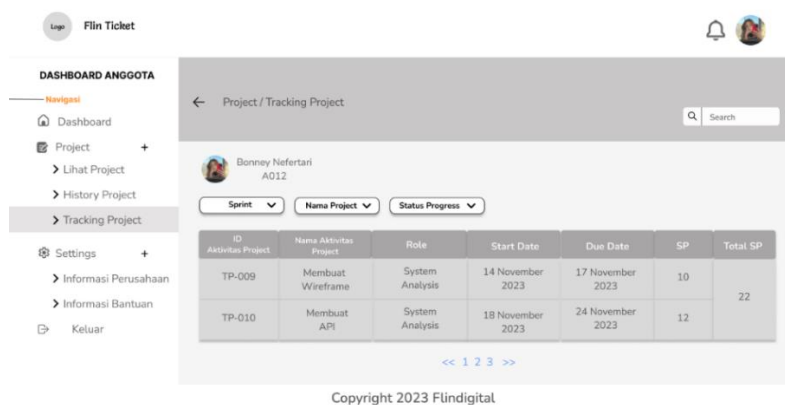 Logo
Flin Ticket
DASHBOARD ANGGOTA
Navigasi
Dashboard
Project +
Lihat Project
History Project
Tracking Project
Settings +
Informasi Perusahaan
Informasi Bantuan
Keluar
Project / Tracking Project
Search
Bonney Nefertari
A012
Sprint
Nama Project
Status Progress
ID
Aktivitas Project
Nama Aktivitas
Project
Role
Start Date
Due Date
SP
Total SP
TP-009
Membuat
Wireframe
System
Analysis
14 November
2023
17 November
2023
10
22
TP-010
Membuat
API
System
Analysis
18 November
2023
24 November
2023
12
<< 1 2 3 >>
Copyright 2023 Flindigital